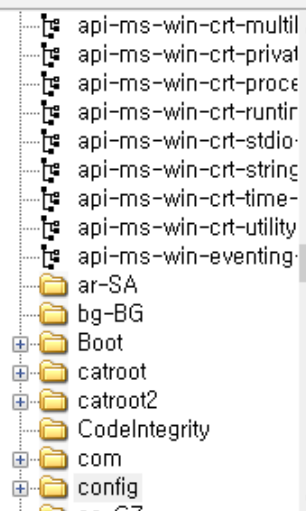 api-ms-win-crt-multil
api-ms-win-crt-privat
api-ms-win-crt-proce
api-ms-win-crt-runtin
api-ms-win-crt-stdio-
api-ms-win-crt-string
api-ms-win-crt-time-
api-ms-win-crt-utility
api-ms-win-eventing-
ar-SA
bg-BG
Boot
catroot
catroot2
CodeIntegrity
com
config